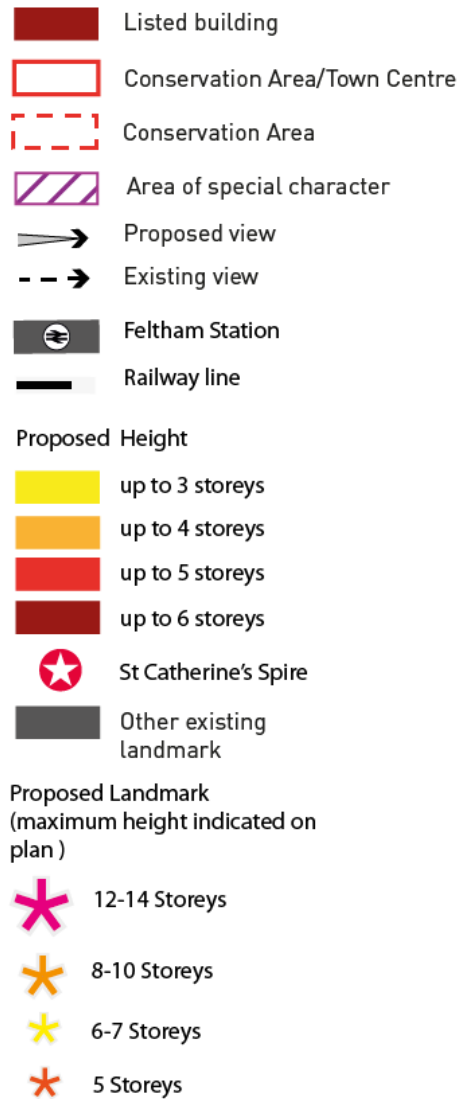 Listed building
Conservation Area/Town Centre
Conservation Area
Area of special character
Proposed view
Existing view
Feltham Station
Railway line
Proposed Height
up to 3 storeys
up to 4 storeys
up to 5 storeys
up to 6 storeys
St Catherine's Spire
Other existing
landmark
Proposed Landmark
(maximum height indicated on
plan )
12-14 Storeys
8-10 Storeys
6-7 Storeys
5 Storeys